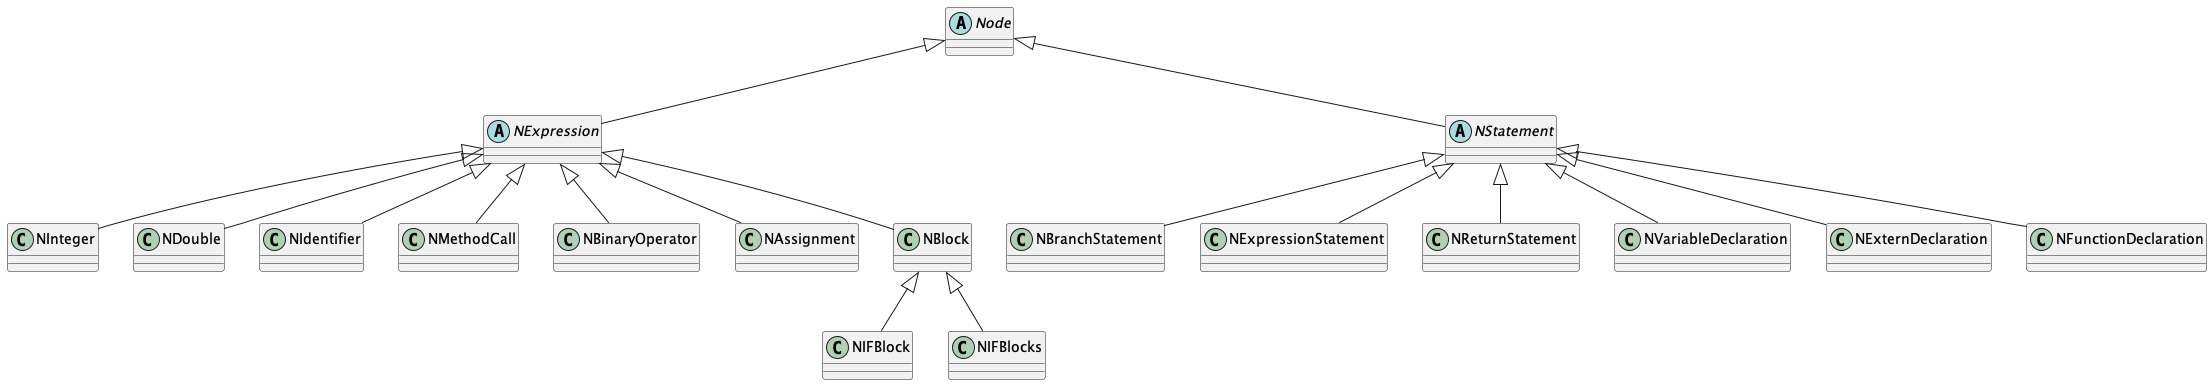 A Node
A NExpression
A NStatement
C NInteger
C NDouble
C NIdentifier
C NMethodCall
C NBinaryOperator
C NAssignment
C NBlock
C NBranchStatement
C NExpressionStatement
C NReturnStatement
C NVariableDeclaration
C NExternDeclaration
C NFunctionDeclaration
C NIFBlock
C NIFBlocks